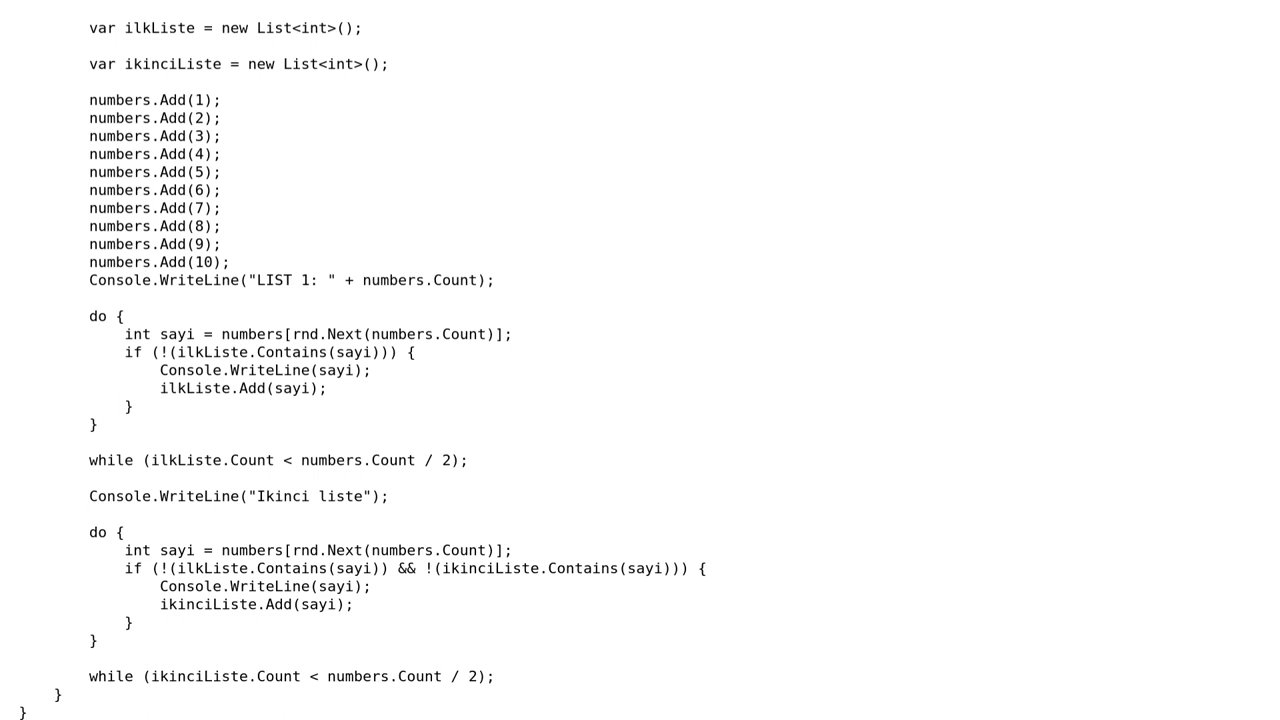 var ilkListe = new List<int>();
var ikinciListe = new List<int>();
numbers.Add(1);
numbers.Add(2);
numbers.Add(3);
numbers.Add(4);
numbers.Add(5);
numbers.Add(6);
numbers.Add(7);
numbers.Add(8);
numbers.Add(9);
numbers.Add(10);
Console.WriteLine("LIST 1: " + numbers.Count);
do {
int sayi = numbers[rnd.Next(numbers.Count)];
if (!(ilkListe.Contains(sayi))) {
Console.WriteLine(sayi);
ilkListe.Add(sayi);
}
}
while (ilkListe.Count < numbers.Count / 2);
Console.WriteLine("Ikinci liste");
do {
int sayi = numbers[rnd.Next(numbers.Count)];
if (!(ilkListe.Contains(sayi)) && !(ikinciListe.Contains(sayi))) {
Console.WriteLine(sayi);
ikinciListe.Add(sayi);
}
}
while (ikinciListe.Count < numbers.Count / 2);
}
}